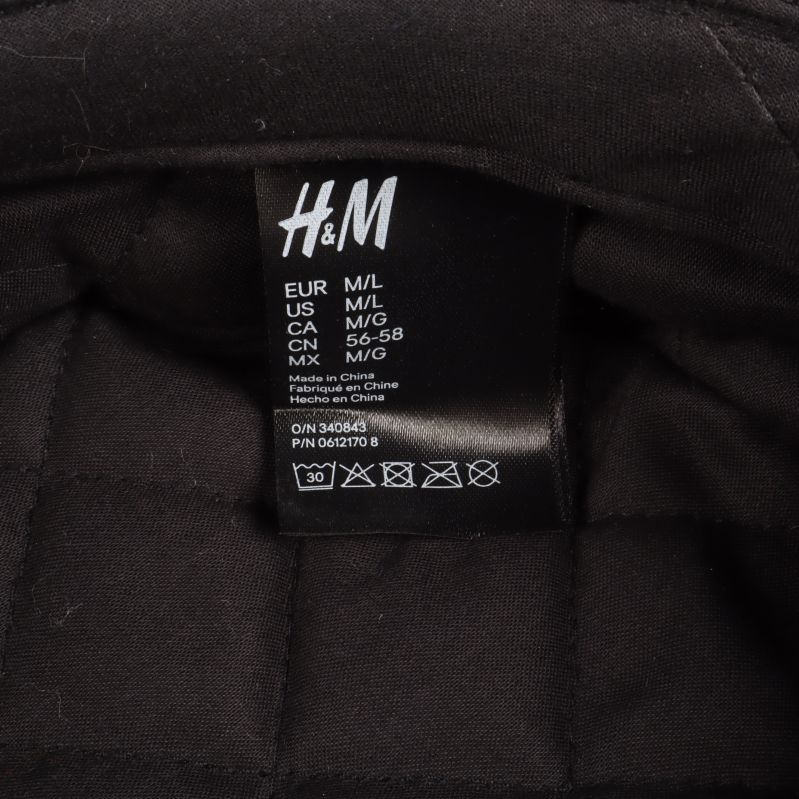 H&M
EUR M/L
US M/L
CA M/G
CN 56-58
MX M/G
Made in China
Fabriqué en Chine
Hecho en China
O/N 340843
P/N 0612170 8
30